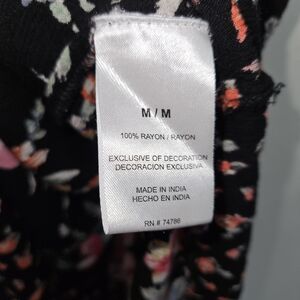 M / M
100% RAYON / RAYON
EXCLUSIVE OF DECORATION
DECORACION EXCLUSIVA
MADE IN INDIA
HECHO EN INDIA
RN # 74786